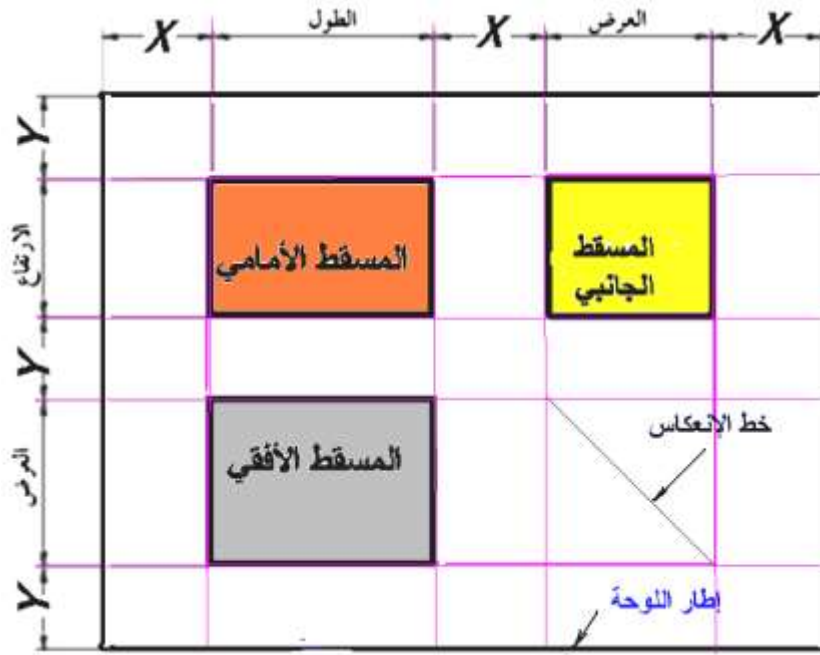 X
الطول
X
العرض
X
Y
الارتفاع
Y
العرض
Y
المسقط الأمامي
المسقط
الجانبي
المسقط الأفقي
خط الإنعكاس
إطار اللوحة